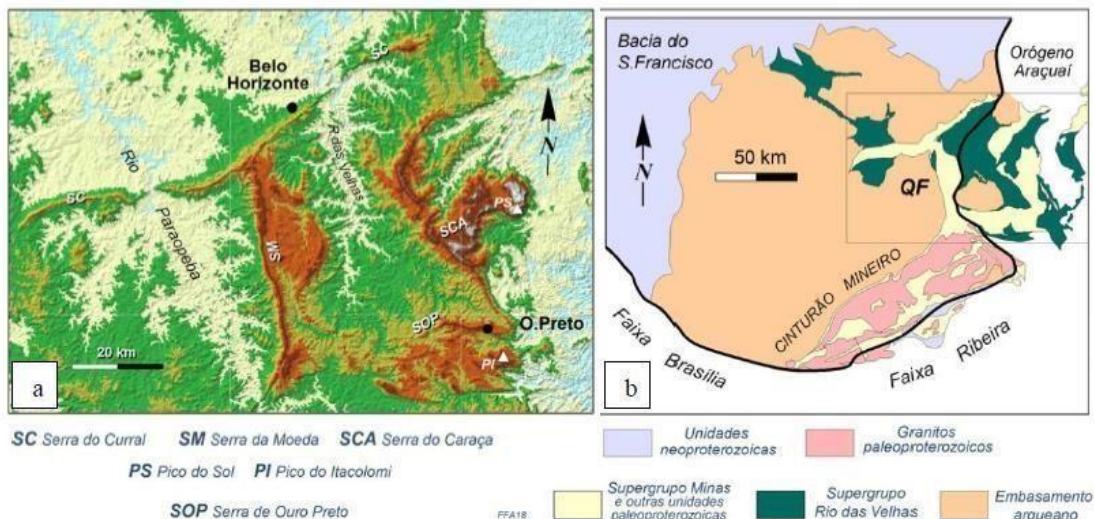 SC
Belo
Horizonte
R das Velhas
N
Rio
SC
Paraopeba
SM
SCA
PS
SOP
O.Preto
PI
20 km
a
SC Serra do Curral SM Serra da Moeda SCA Serra do Caraça
PS Pico do Sol PI Pico do Itacolomi
SOP Serra de Ouro Preto
FFA18
Bacia do
S.Francisco
Orógeno
Araçuaí
N
50 km
QF
CINTURÃO MINEIRO
Faixa Brasília
Faixa Ribeira
b
Unidades
neoproterozoicas
Granitos
paleoproterozoicos
Supergrupo Minas
e outras unidades
paleoproterozoicas
Supergrupo
Rio das Velhas
Embasamento
arqueano